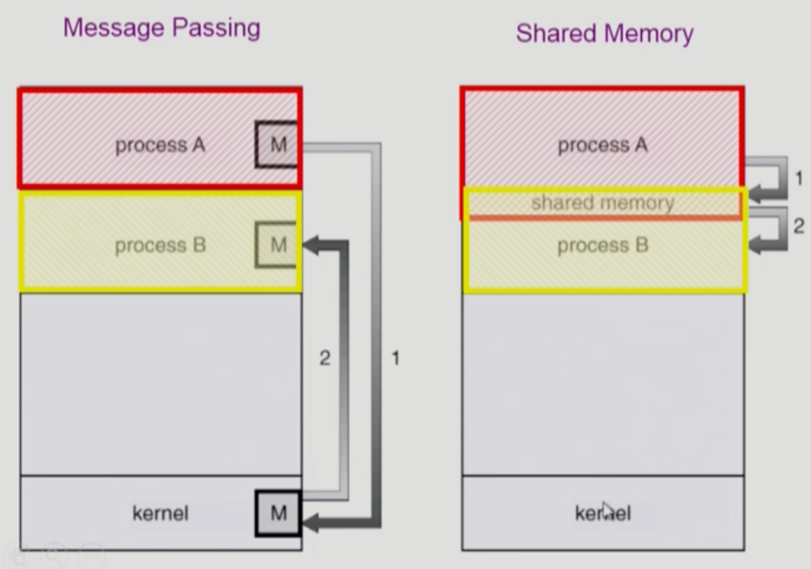 Message Passing
process A
M
process B
M
2
1
kernel
M
Shared Memory
process A
1
shared memory
2
process B
kernel